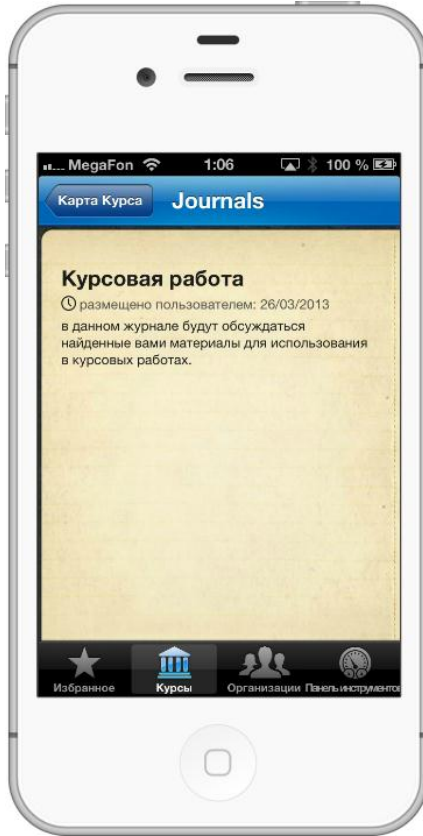 MegaFon 1:06 100 %
Карта Курса Journals
Курсовая работа
размещено пользователем: 26/03/2013
в данном журнале будут обсуждаться
найденные вами материалы для использования
в курсовых работах.
Избранное Курсы Организации Панель инструментов